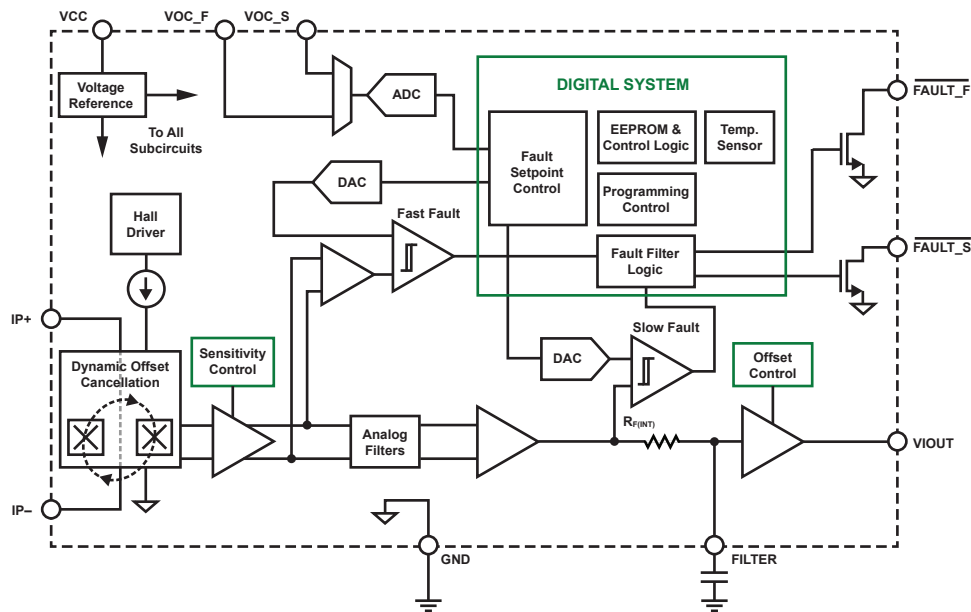 VCC
VOC_F
VOC_S
Voltage
Reference
To All
Subcircuits
ADC
DAC
DIGITAL SYSTEM
Fault
Setpoint
Control
EEPROM &
Control Logic
Temp.
Sensor
Programming
Control
Fault Filter
Logic
FAULT_F
FAULT_S
Hall
Driver
Fast Fault
IP+
Dynamic Offset
Cancellation
Sensitivity
Control
DAC
Slow Fault
Offset
Control
Analog
Filters
RF(INT)
VIOUT
IP–
GND
FILTER